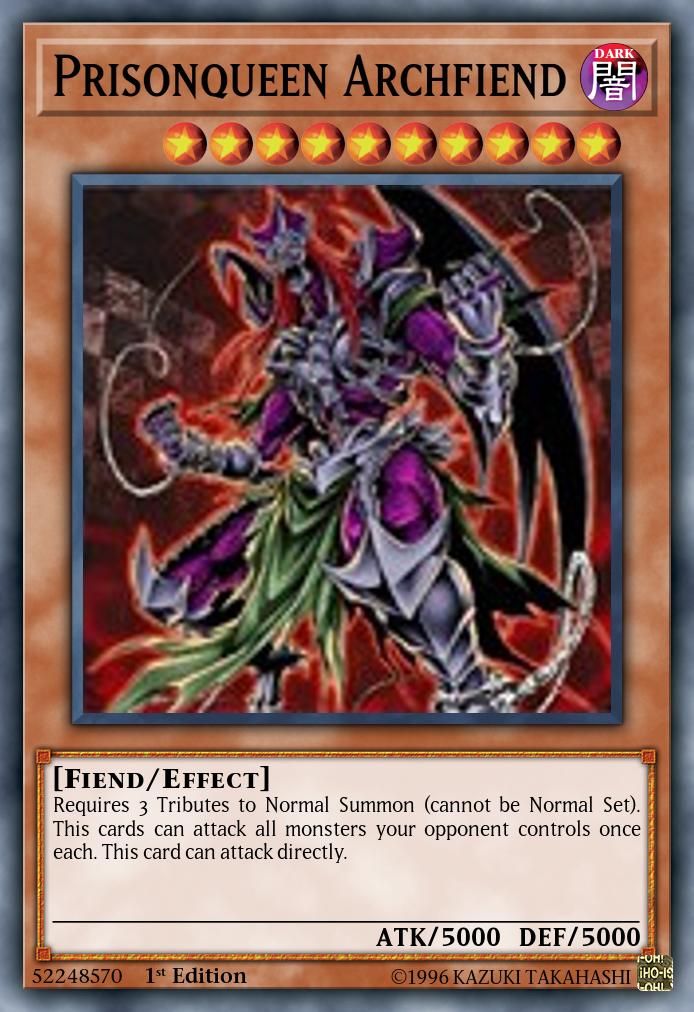 Prisonqueen Archfiend
DARK
闇
[Fiend/Effect]
Requires 3 Tributes to Normal Summon (cannot be Normal Set).
This cards can attack all monsters your opponent controls once
each. This card can attack directly.
ATK/5000 DEF/5000
52248570 1st Edition ©1996 KAZUKI TAKAHASHI